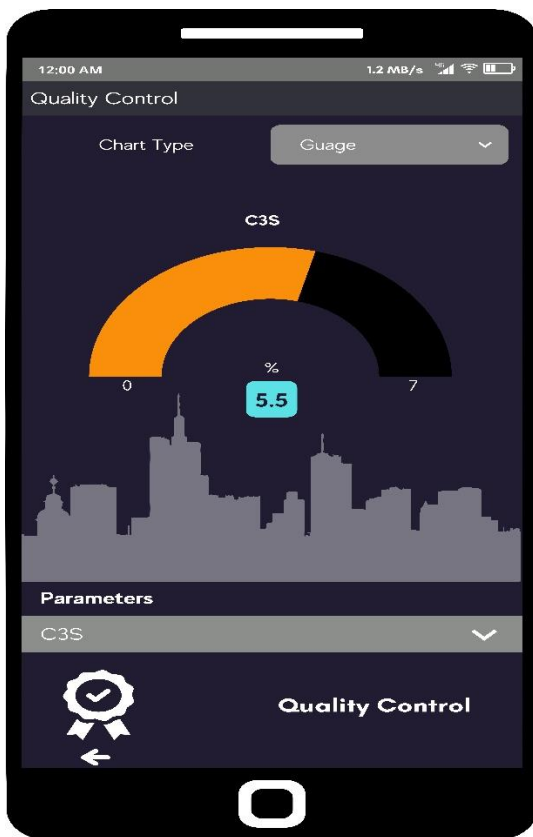 12:00 AM 1.2 MB/s
Quality Control
Chart Type Guage
C3S
%
0 7
5.5
Parameters
C3S
Quality Control